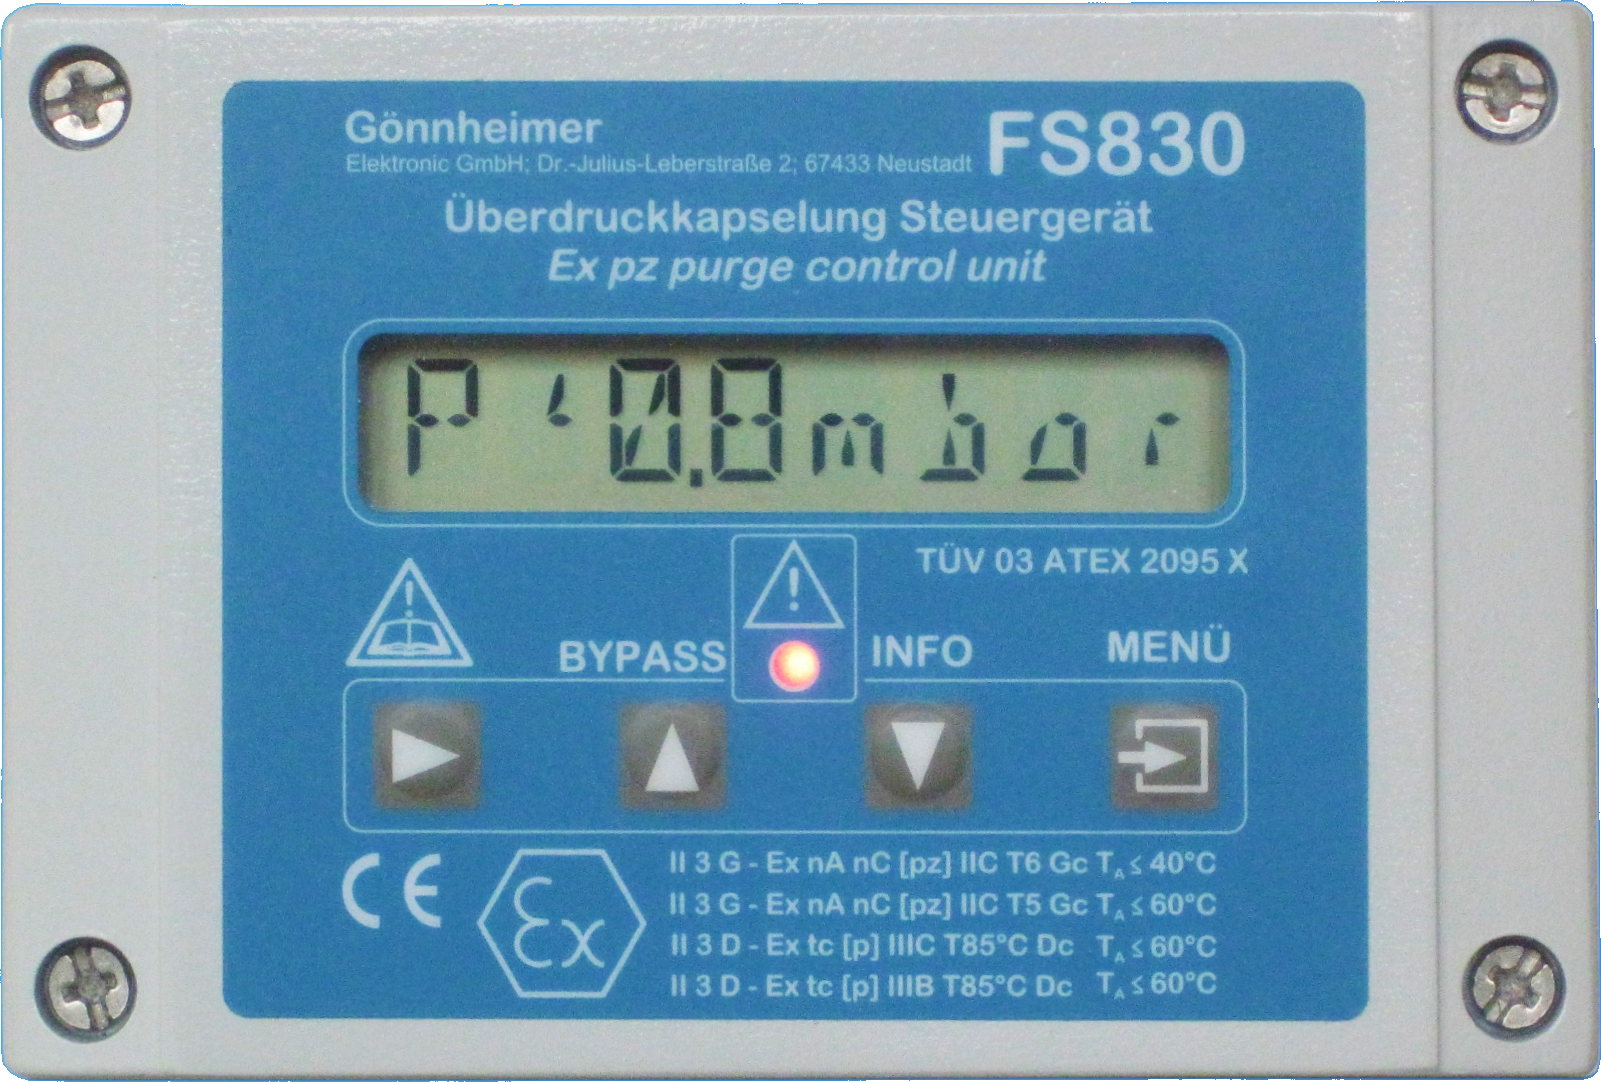 Gönnheimer
FS830
Elektronic GmbH; Dr.-Julius-Leberstraße 2; 67433 Neustadt
Überdruckkapselung Steuergerät
Ex pz purge control unit
P < 0.8mbar
TÜV 03 ATEX 2095 X
BYPASS
INFO
MENÜ
CE
Ex
II 3 G - Ex nA nC [pz] IIC T6 Gc TA ≤ 40°C
II 3 G - Ex nA nC [pz] IIC T5 Gc TA ≤ 60°C
II 3 D - Ex tc [p] IIIC T85°C Dc TA ≤ 60°C
II 3 D - Ex tc [p] IIIB T85°C Dc TA ≤ 60°C